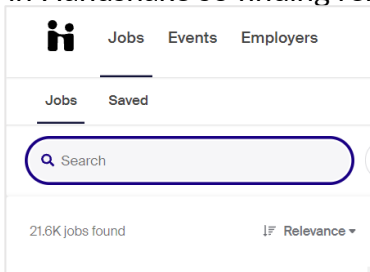 Jobs Events Employers
Jobs Saved
Search
21.6K jobs found Relevance